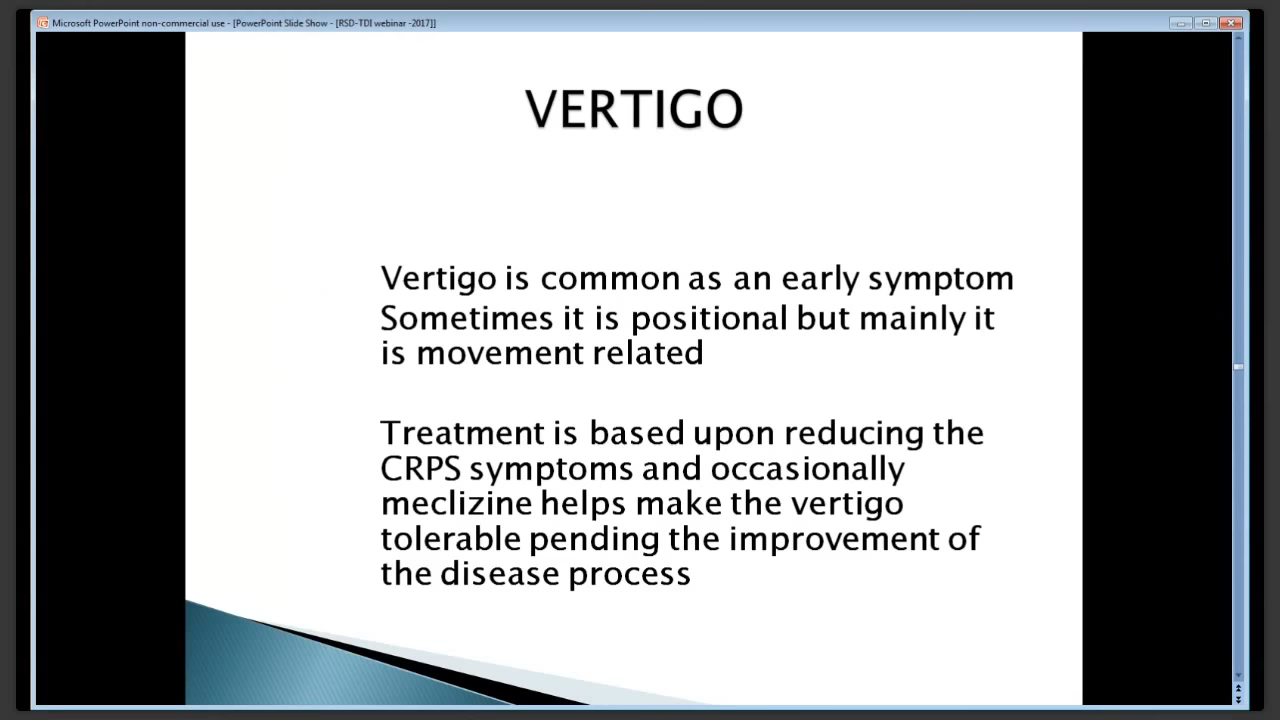 Microsoft PowerPoint non-commercial use - [PowerPoint Slide Show - [RSD-TDI webinar -2017]]
VERTIGO
Vertigo is common as an early symptom
Sometimes it is positional but mainly it
is movement related
Treatment is based upon reducing the
CRPS symptoms and occasionally
meclizine helps make the vertigo
tolerable pending the improvement of
the disease process